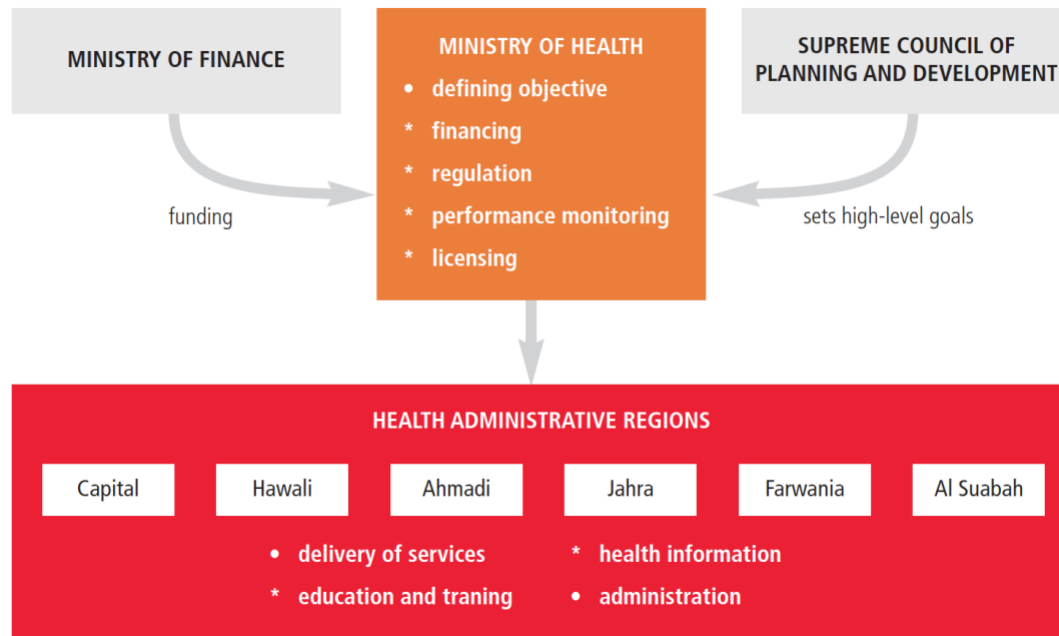 MINISTRY OF FINANCE
MINISTRY OF HEALTH
• defining objective
* financing
* regulation
* performance monitoring
* licensing
SUPREME COUNCIL OF
PLANNING AND DEVELOPMENT
funding
sets high-level goals
HEALTH ADMINISTRATIVE REGIONS
Capital
Hawali
Ahmadi
Jahra
Farwania
Al Suabah
• delivery of services
* education and traning
* health information
• administration